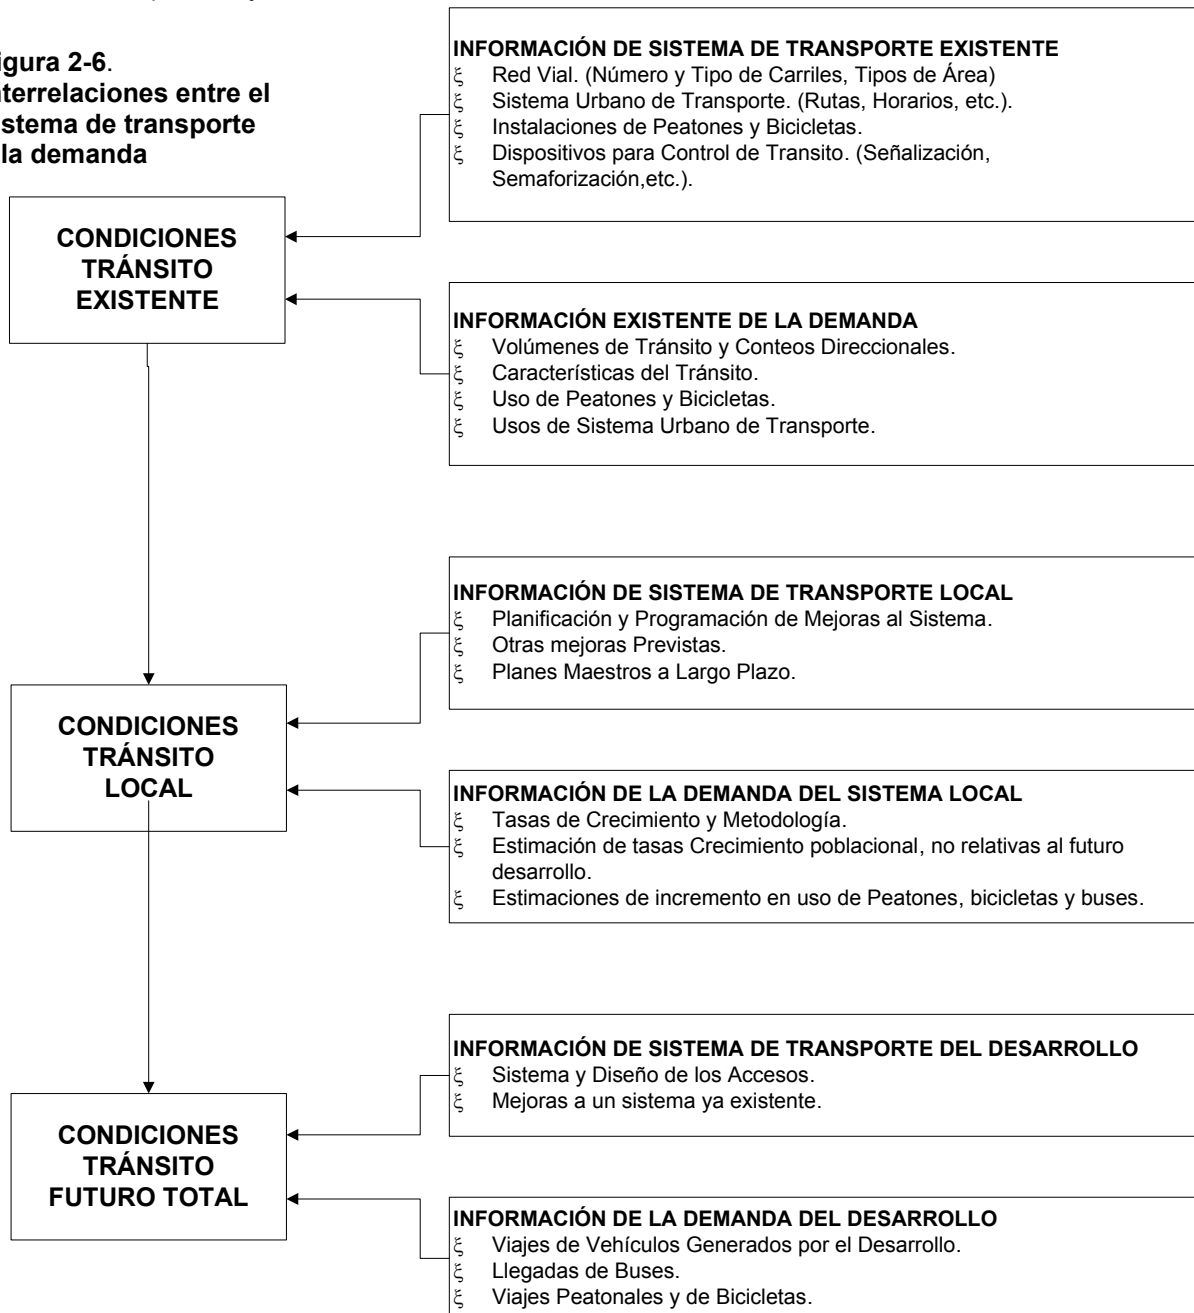 igura 2-6.
nterrelaciones entre el
istema de transporte
la demanda
INFORMACIÓN DE SISTEMA DE TRANSPORTE EXISTENTE
ξ Red Vial. (Número y Tipo de Carriles, Tipos de Área)
ξ Sistema Urbano de Transporte. (Rutas, Horarios, etc.).
ξ Instalaciones de Peatones y Bicicletas.
ξ Dispositivos para Control de Transito. (Señalización,
Semaforización,etc.).
CONDICIONES
TRÁNSITO
EXISTENTE
INFORMACIÓN EXISTENTE DE LA DEMANDA
ξ Volúmenes de Tránsito y Conteos Direccionales.
ξ Características del Tránsito.
ξ Uso de Peatones y Bicicletas.
ξ Usos de Sistema Urbano de Transporte.
INFORMACIÓN DE SISTEMA DE TRANSPORTE LOCAL
ξ Planificación y Programación de Mejoras al Sistema.
ξ Otras mejoras Previstas.
ξ Planes Maestros a Largo Plazo.
CONDICIONES
TRÁNSITO
LOCAL
INFORMACIÓN DE LA DEMANDA DEL SISTEMA LOCAL
ξ Tasas de Crecimiento y Metodología.
ξ Estimación de tasas Crecimiento poblacional, no relativas al futuro
desarrollo.
ξ Estimaciones de incremento en uso de Peatones, bicicletas y buses.
INFORMACIÓN DE SISTEMA DE TRANSPORTE DEL DESARROLLO
ξ Sistema y Diseño de los Accesos.
ξ Mejoras a un sistema ya existente.
CONDICIONES
TRÁNSITO
FUTURO TOTAL
INFORMACIÓN DE LA DEMANDA DEL DESARROLLO
ξ Viajes de Vehículos Generados por el Desarrollo.
ξ Llegadas de Buses.
ξ Viajes Peatonales y de Bicicletas.